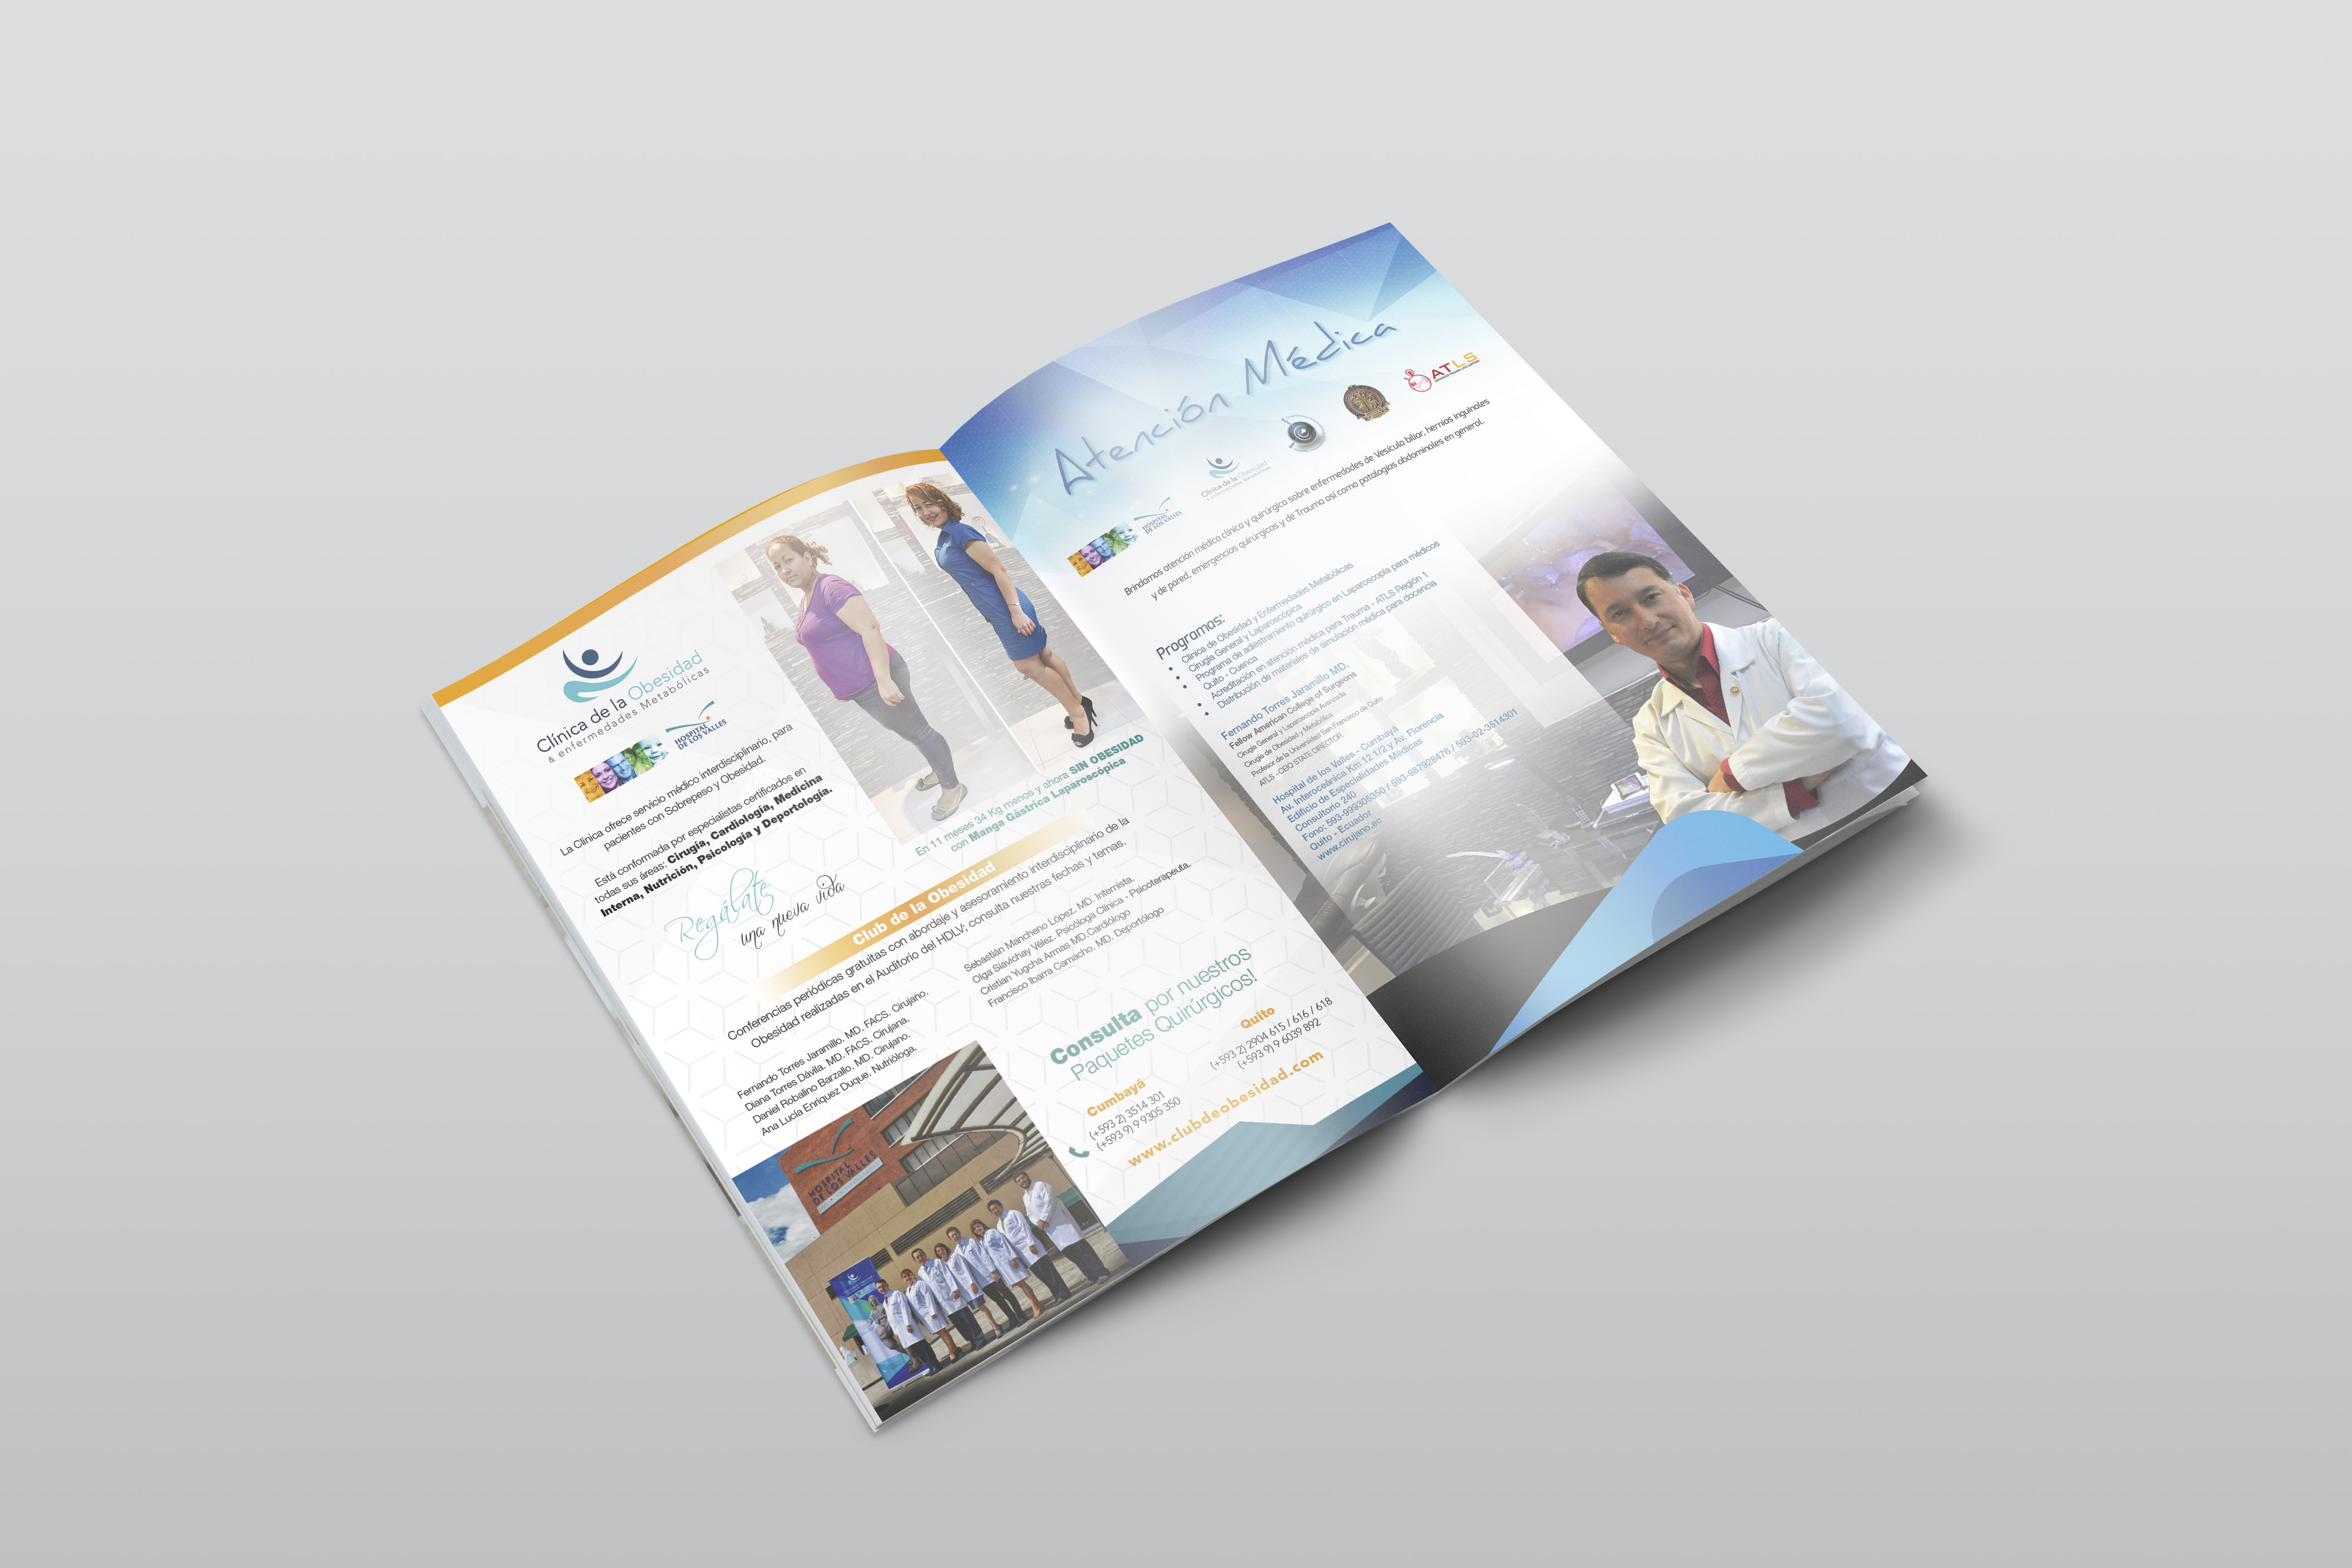 Clínica de la Obesidad
& enfermedades Metabólicas
HOSPITAL
DE LOS VALLES
La Clínica ofrece servicio médico interdisciplinario, para
pacientes con Sobrepeso y Obesidad.
Está conformada por especialistas certificados en
todas sus áreas: Cirugía, Cardiología, Medicina
Interna, Nutrición, Psicología y Deportología.
Regálate
una nueva vida
En 11 meses 34 Kg menos y ahora SIN OBESIDAD
con Manga Gástrica Laparoscópica
Club de la Obesidad
Conferencias periódicas gratuitas con abordaje y asesoramiento interdisciplinario de la
Obesidad realizadas en el Auditorio del HDLV; consulta nuestras fechas y temas.
Fernando Torres Jaramillo. MD. FACS. Cirujano.
Diana Torres Dávila. MD. FACS. Cirujana.
Daniel Robalino Barzallo. MD. Cirujano.
Ana Lucía Enríquez Duque. Nutrióloga.
Sebastián Mancheno López. MD. Internista.
Olga Siavichay Vélez. Psicóloga Clínica - Psicoterapeuta.
Cristian Yugcha Armas MD.Cardiólogo
Francisco Ibarra Camacho. MD. Deportólogo
Consulta por nuestros
Paquetes Quirúrgicos!
Cumbayá
(+593 2) 3514 301
(+593 9) 9 9305 350
Quito
(+593 2) 2904 615 / 616 / 618
(+593 9) 9 6039 892
www.clubdeobesidad.com
HOSPITAL
DE LOS VALLES
Atención Médica
HOSPITAL
DE LOS VALLES
Clínica de la Obesidad
& enfermedades Metabólicas
ATLS
Brindamos atención médica clínica y quirúrgica sobre enfermedades de Vesícula biliar, hernias inguinales
y de pared, emergencias quirúrgicas y de Trauma así como patologías abdominales en general.
Programas:
• Clínica de Obesidad y Enfermedades Metabólicas
• Cirugía General y Laparoscópica
• Programa de adiestramiento quirúrgico en Laparoscopía para médicos
Quito - Cuenca
• Acreditación en atención médica para Trauma - ATLS Región 1
• Distribución de materiales de simulación médica para docencia
Fernando Torres Jaramillo MD.
Fellow American College of Surgeons
Cirugía General y Laparoscopía Avanzada
Cirugía de Obesidad y Metabólica
Profesor de la Universidad San Francisco de Quito
ATLS - OBQ STATE DIRECTOR
Hospital de los Valles - Cumbayá
Av. Interoceánica Km 12 1/2 y Av. Florencia
Edificio de Especialidades Médicas
Consultorio 240
Fono: 593-999305350 / 593-987928476 / 593-02-3514301
Quito - Ecuador
www.cirujano.ec